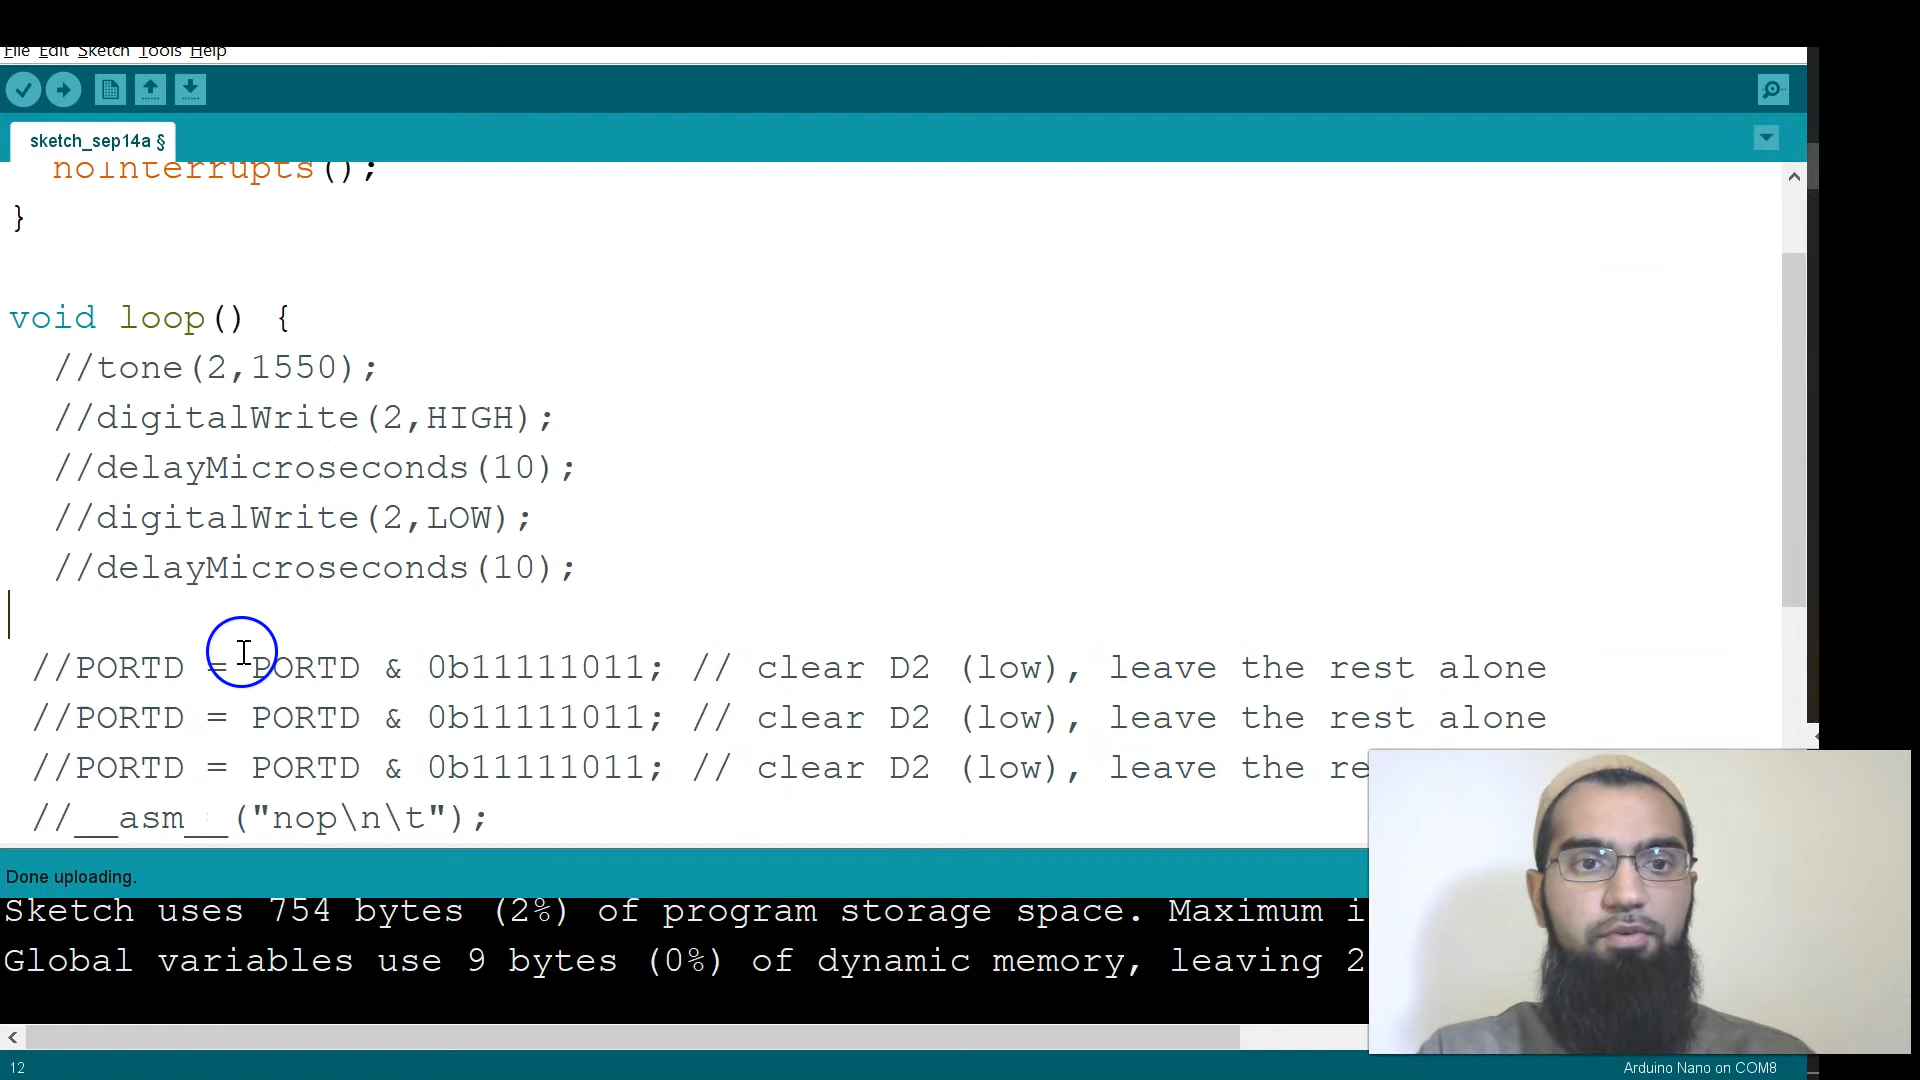 File Edit Sketch Tools Help
sketch_sep14a §
noInterrupts();
}
void loop() {
//tone(2,1550);
//digitalWrite(2,HIGH);
//delayMicroseconds(10);
//digitalWrite(2,LOW);
//delayMicroseconds(10);
//PORTD = PORTD & 0b11111011; // clear D2 (low), leave the rest alone
//PORTD = PORTD & 0b11111011; // clear D2 (low), leave the rest alone
//PORTD = PORTD & 0b11111011; // clear D2 (low), leave the re
//__asm__("nop\n\t");
Done uploading.
Sketch uses 754 bytes (2%) of program storage space. Maximum i
Global variables use 9 bytes (0%) of dynamic memory, leaving 2
12
Arduino Nano on COM8